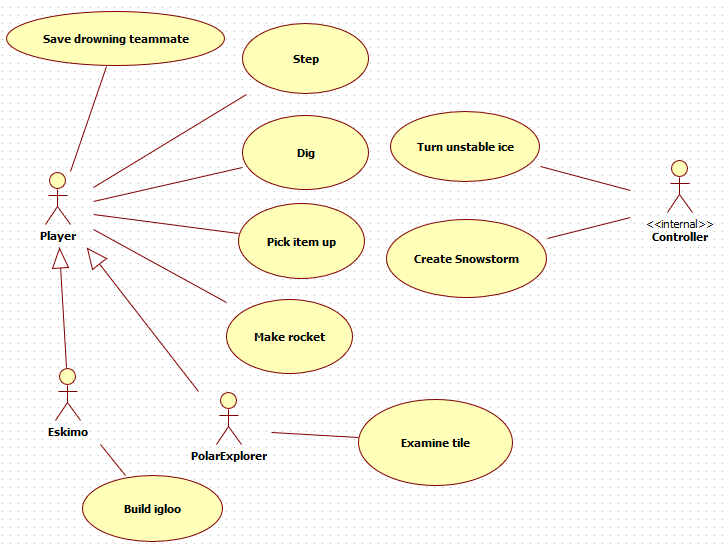 Save drowning teammate
Step
Turn unstable ice
Dig
Player
Pick item up
<<internal>>
Controller
Create Snowstorm
Make rocket
Eskimo
PolarExplorer
Examine tile
Build igloo